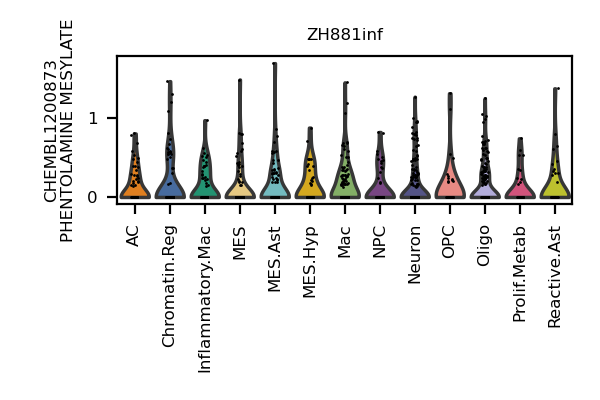 ZH881inf
CHEMBL1200873
PHENTOLAMINE MESYLATE
1
0
AC
Chromatin.Reg
Inflammatory.Mac
MES
MES.Ast
MES.Hyp
Mac
NPC
Neuron
OPC
Oligo
Prolif.Metab
Reactive.Ast